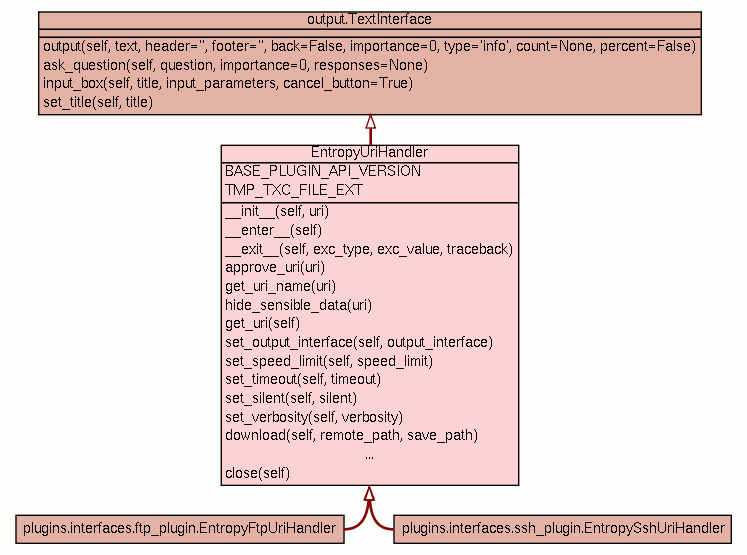 output.TextInterface
output(self, text, header='', footer='', back=False, importance=0, type='info', count=None, percent=False)
ask_question(self, question, importance=0, responses=None)
input_box(self, title, input_parameters, cancel_button=True)
set_title(self, title)
EntropyUriHandler
BASE_PLUGIN_API_VERSION
TMP_TXC_FILE_EXT
__init__(self, uri)
__enter__(self)
__exit__(self, exc_type, exc_value, traceback)
approve_uri(uri)
get_uri_name(uri)
hide_sensible_data(uri)
get_uri(self)
set_output_interface(self, output_interface)
set_speed_limit(self, speed_limit)
set_timeout(self, timeout)
set_silent(self, silent)
set_verbosity(self, verbosity)
download(self, remote_path, save_path)
...
close(self)
plugins.interfaces.ftp_plugin.EntropyFtpUriHandler
plugins.interfaces.ssh_plugin.EntropySshUriHandler